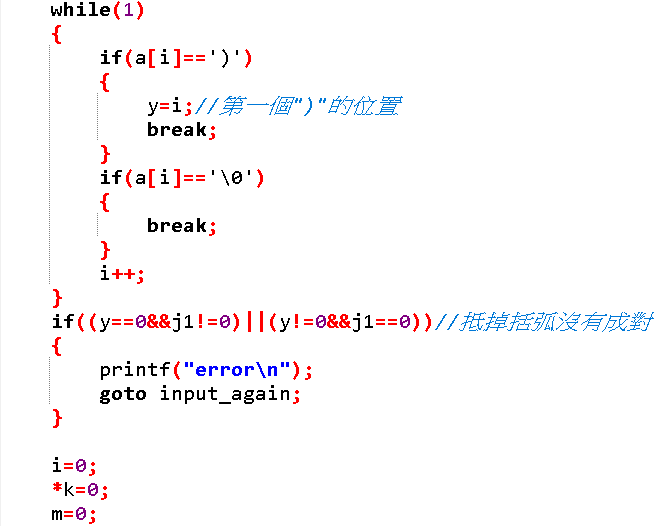 while(1)
{
if(a[i]==')')
{
y=i;//第一個")"的位置
break;
}
if(a[i]=='\0')
{
break;
}
i++;
}
if((y==0&&j1!=0)||(y!=0&&j1==0))//抵掉括弧沒有成對
{
printf("error\n");
goto input_again;
}
i=0;
*k=0;
m=0;